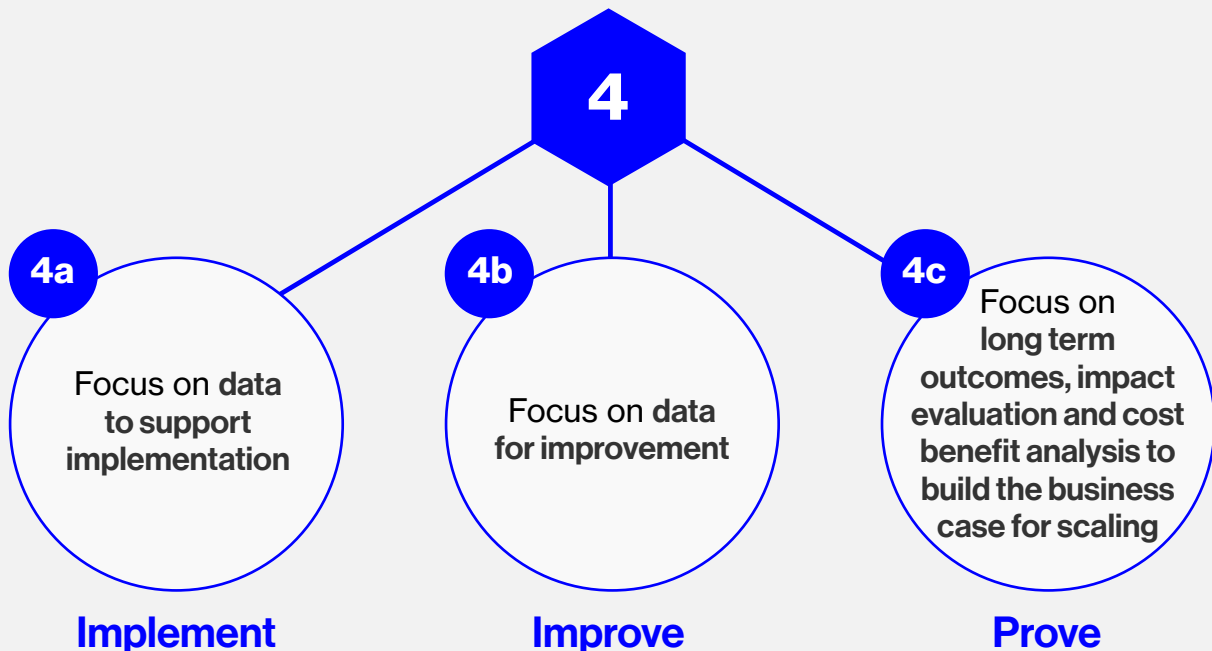 4
4a
Focus on data
to support
implementation
Implement
4b
Focus on data
for improvement
Improve
4c
Focus on
long term
outcomes, impact
evaluation and cost
benefit analysis to
build the business
case for scaling
Prove